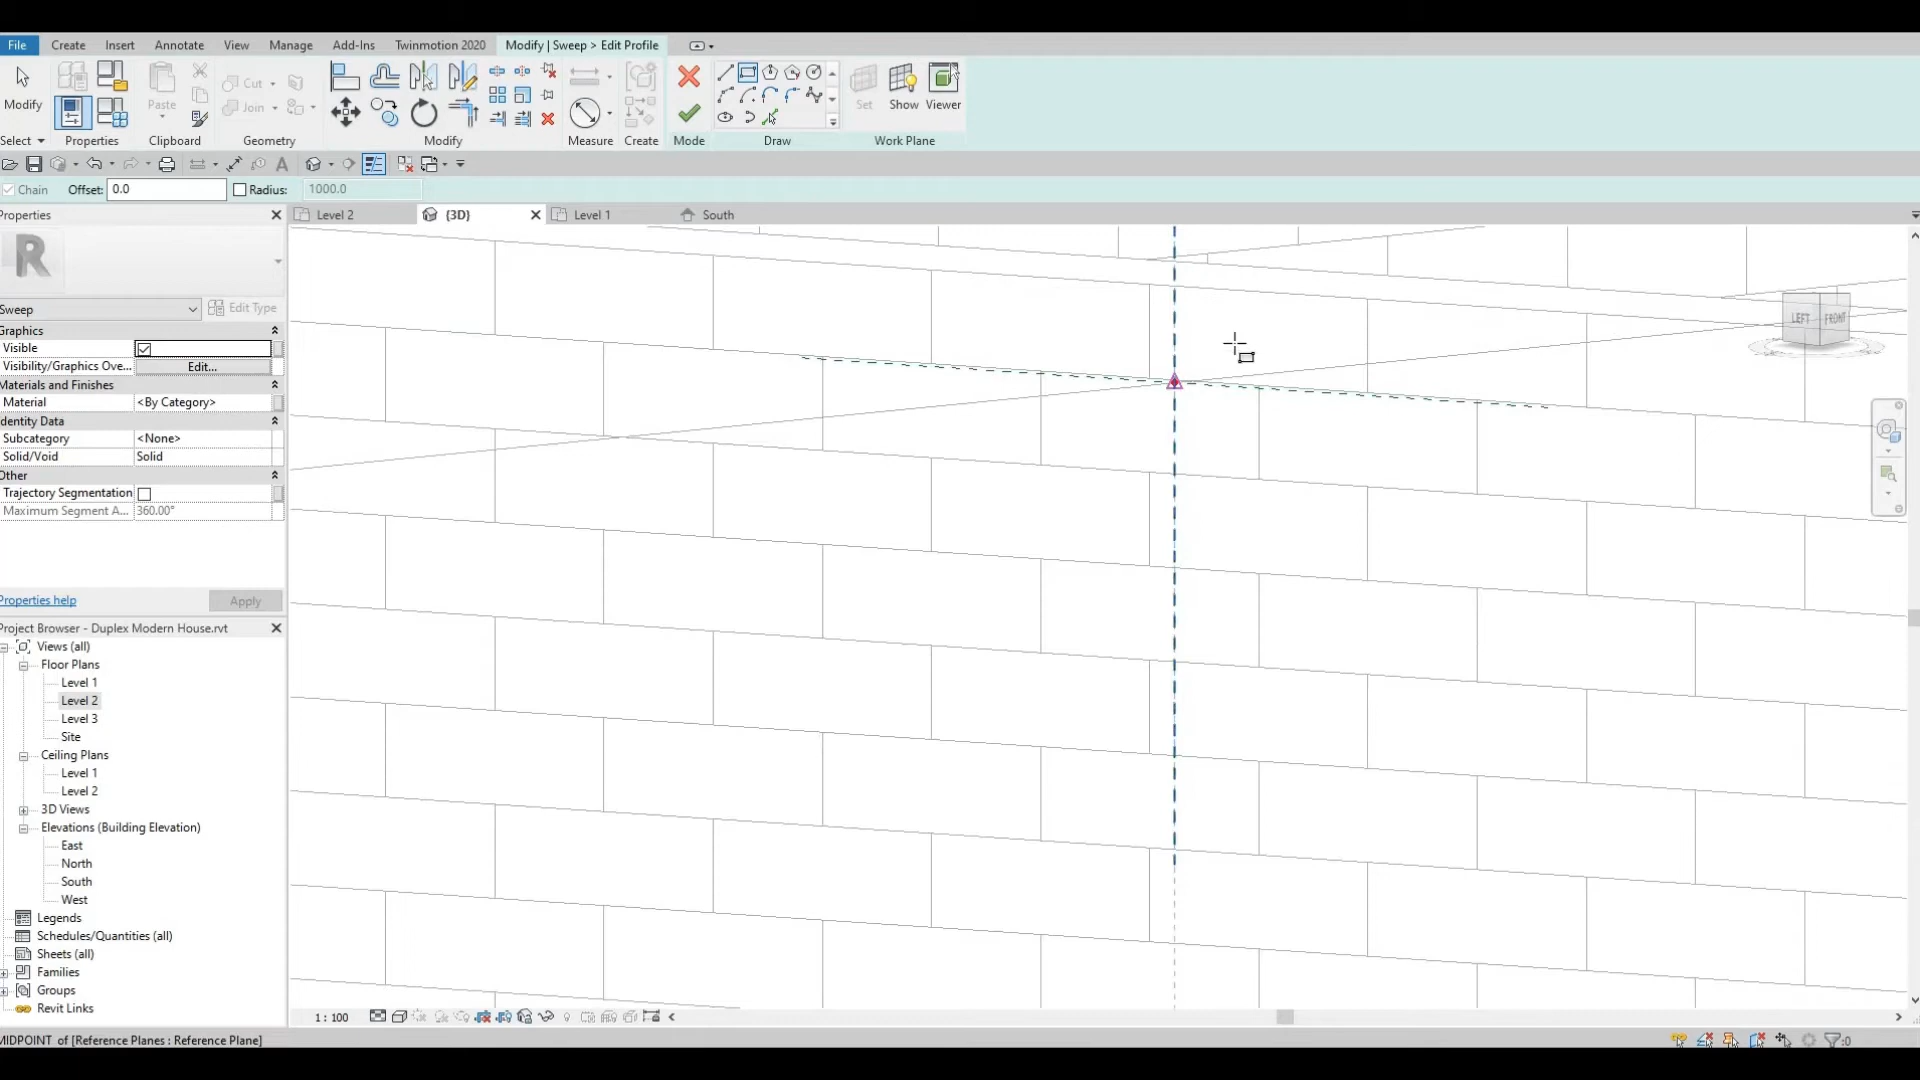 File Create Insert Annotate View Manage Add-Ins Twinmotion 2020 Modify | Sweep > Edit Profile
Modify Paste Cut Join Set Show Viewer
Select Properties Clipboard Geometry Modify Measure Create Mode Draw Work Plane
Chain Offset: 0.0 Radius: 1000.0
Properties
Level 2 {3D} Level 1 South
R
Sweep Edit Type
Graphics
Visible
Visibility/Graphics Ove... Edit...
Materials and Finishes
Material <By Category>
Identity Data
Subcategory <None>
Solid/Void Solid
Other
Trajectory Segmentation
Maximum Segment A... 360.00°
Properties help Apply
Project Browser - Duplex Modern House.rvt
Views (all)
Floor Plans
Level 1
Level 2
Level 3
Site
Ceiling Plans
Level 1
Level 2
3D Views
Elevations (Building Elevation)
East
North
South
West
Legends
Schedules/Quantities (all)
Sheets (all)
Families
Groups
Revit Links
LEFT FRONT
1 : 100
MIDPOINT of [Reference Planes : Reference Plane]
:0